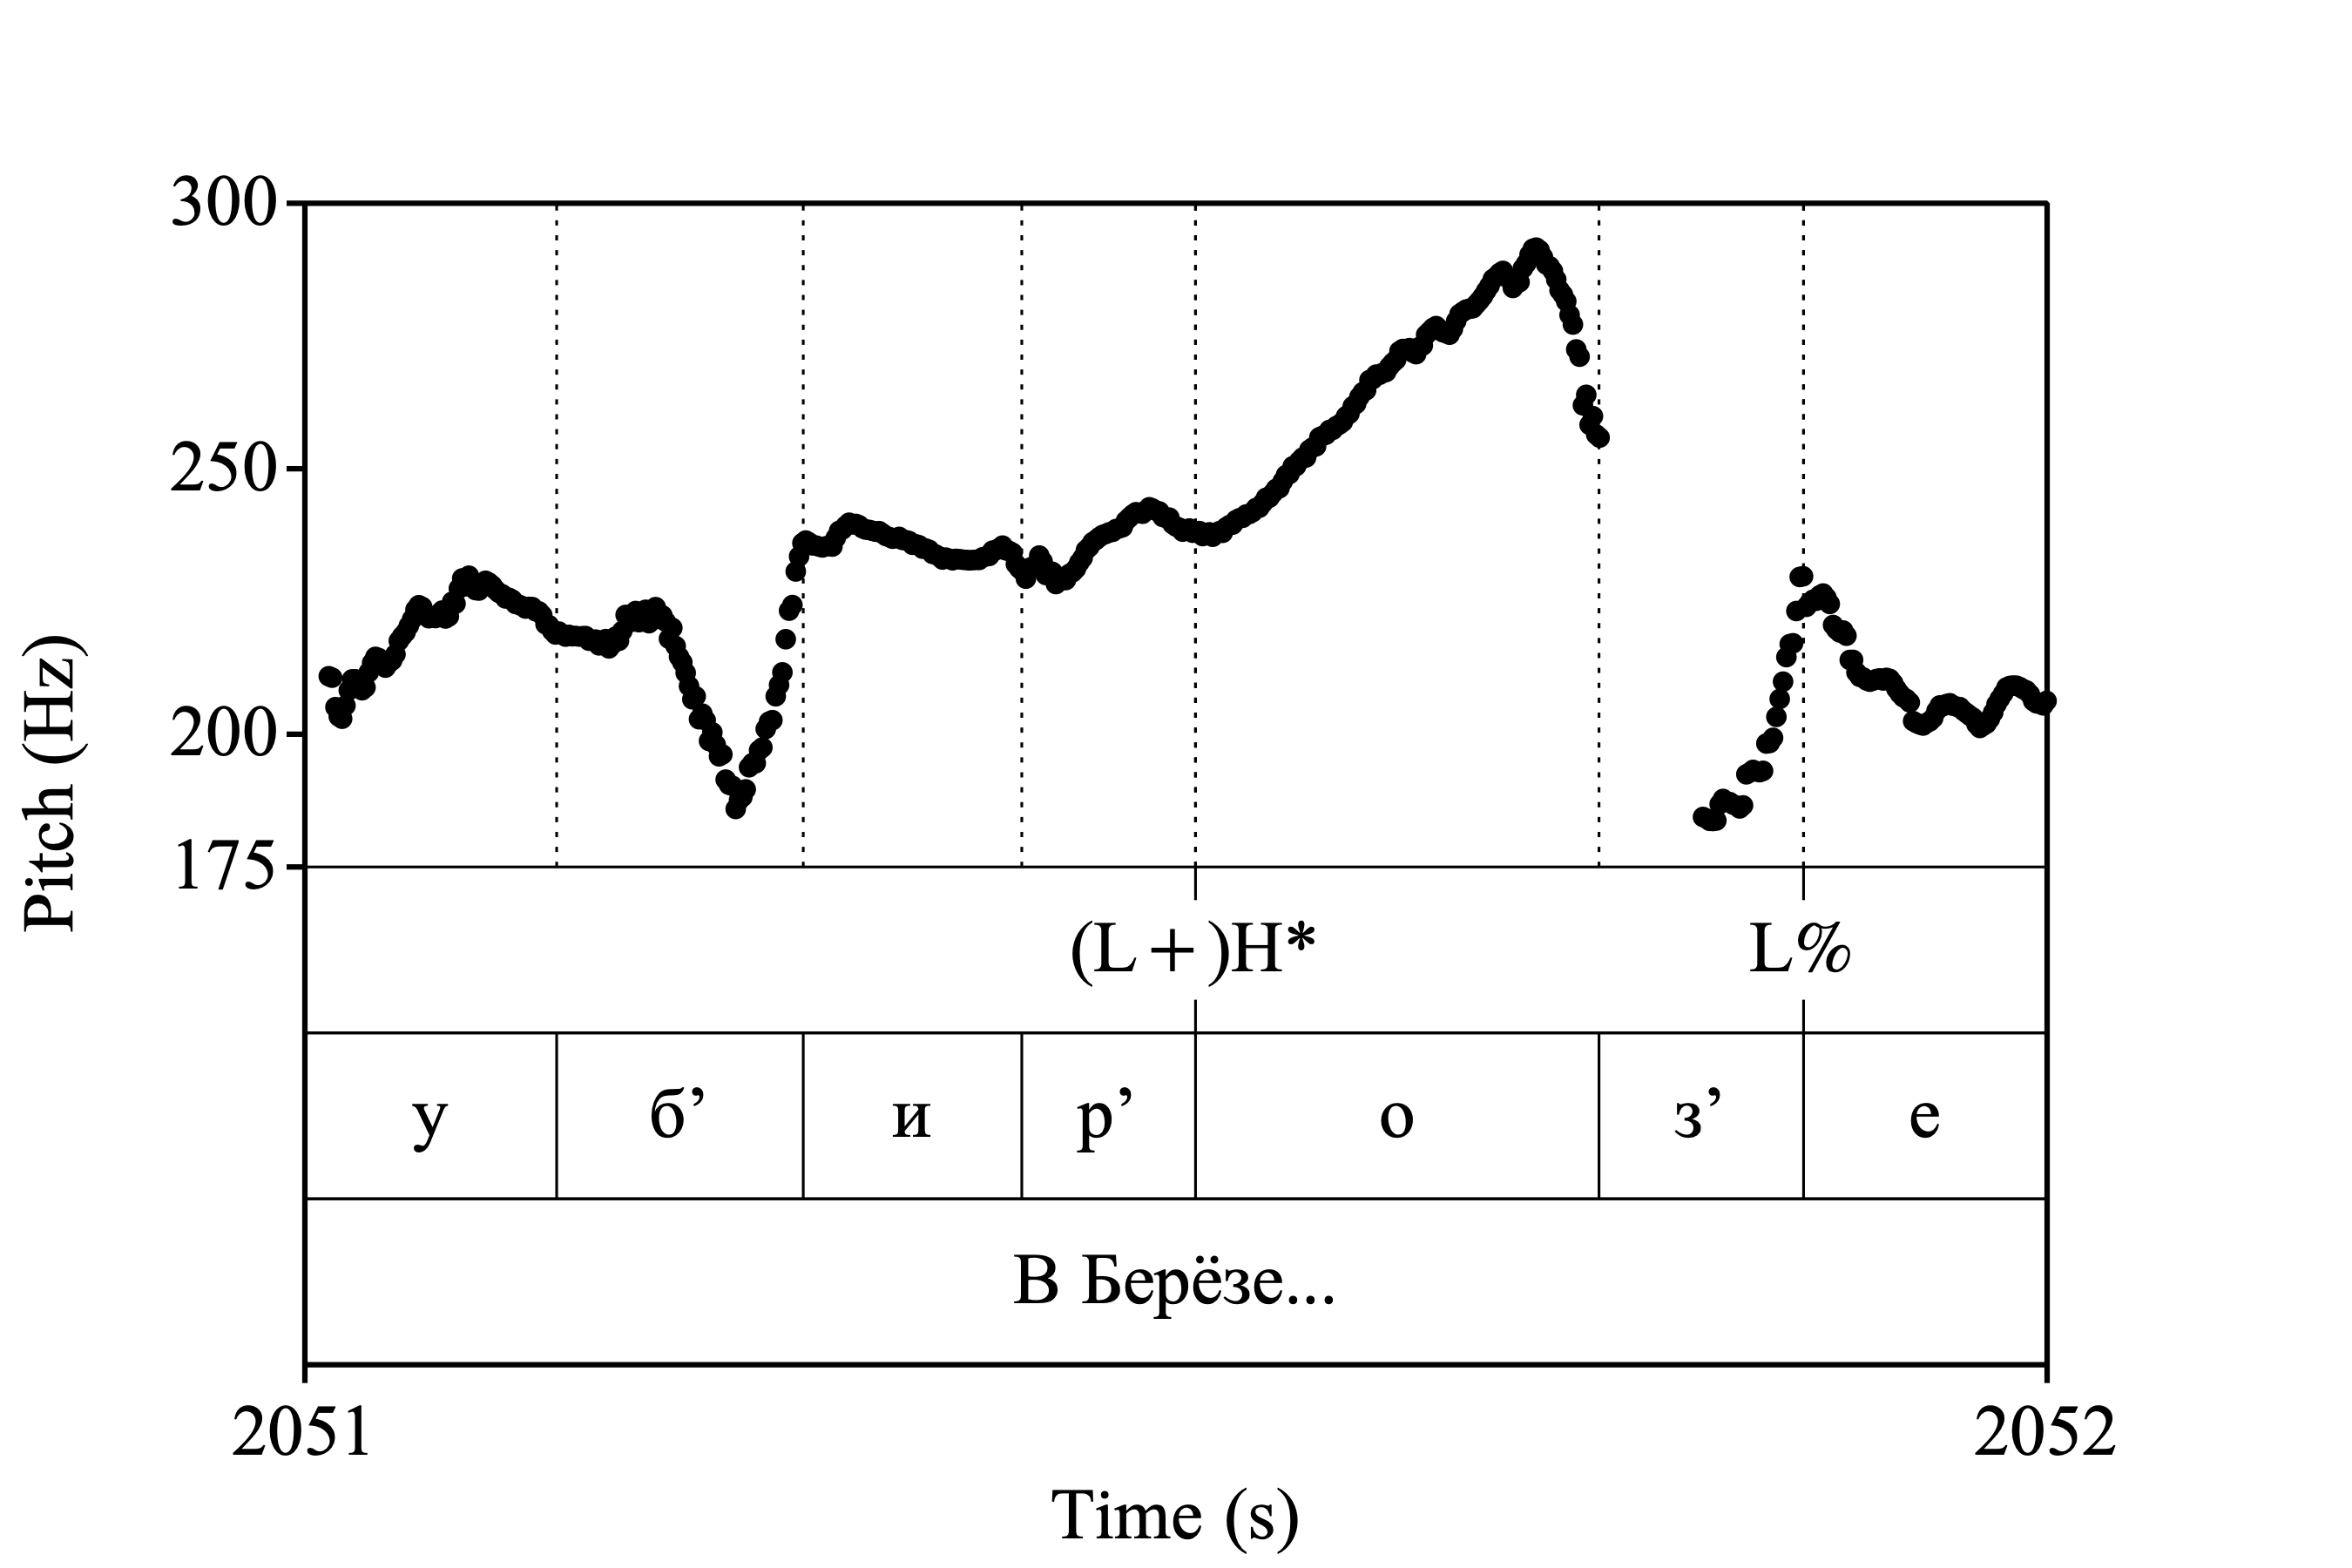 300
250
200
175
Pitch (Hz)
(L+)H* L%
у б’ и р’ о з’ е
В Берёзе...
2051 2052
Time (s)